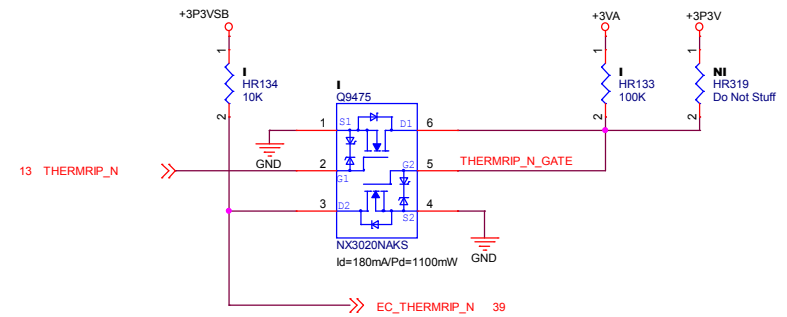 +3P3VSB
+3VA
+3P3V
1
I
HR134
10K
2
1
I
HR133
100K
2
1
NI
HR319
Do Not Stuff
2
I
Q9475
1
S1
D1
6
GND
13 THERMRIP_N
2
G1
G2
5
THERMRIP_N_GATE
3
D2
S2
4
GND
NX3020NAKS
Id=180mA/Pd=1100mW
EC_THERMRIP_N 39